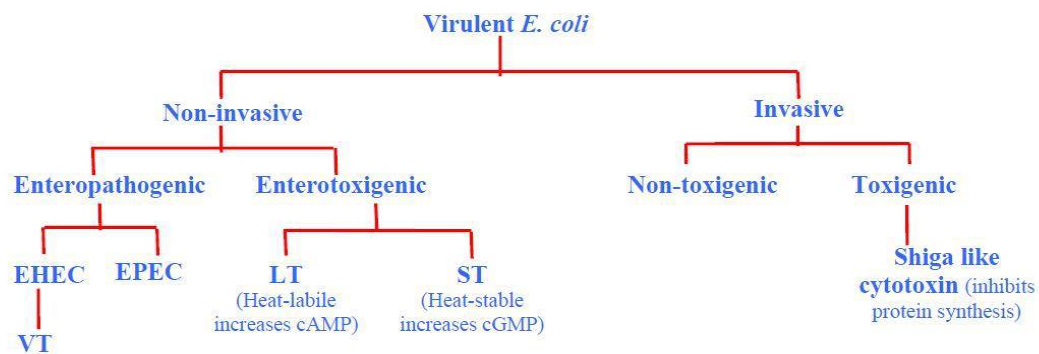 Virulent E. coli
Non-invasive
Invasive
Enteropathogenic
Enterotoxigenic
Non-toxigenic
Toxigenic
EHEC
EPEC
LT
(Heat-labile
increases cAMP)
ST
(Heat-stable
increases cGMP)
Shiga like
cytotoxin (inhibits
protein synthesis)
VT